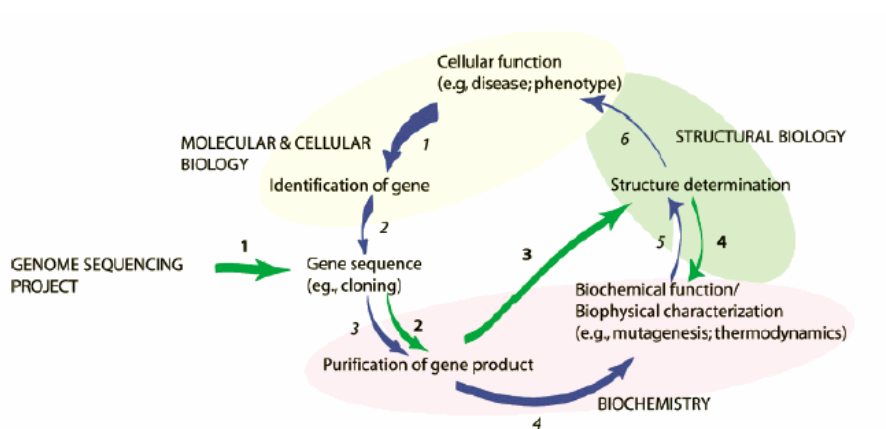 Cellular function
(e.g, disease; phenotype)
MOLECULAR & CELLULAR
BIOLOGY
1
6
STRUCTURAL BIOLOGY
Identification of gene
Structure determination
2
1
3
5
4
GENOME SEQUENCING
PROJECT
Gene sequence
(eg., cloning)
Biochemical function/
Biophysical characterization
(e.g., mutagenesis; thermodynamics)
3
2
Purification of gene product
BIOCHEMISTRY
4